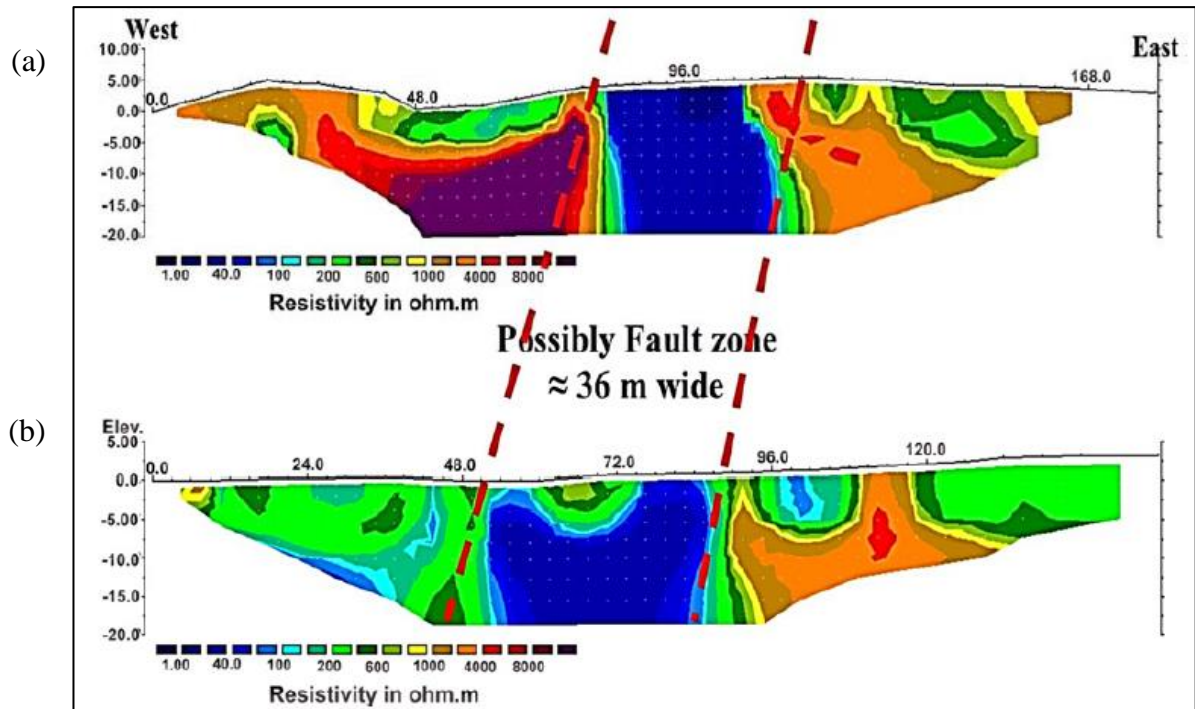 (a)
West
East
10.00
5.00
0.0
-5.00
-10.00
-15.00
-20.0
0.0 48.0 96.0 168.0
1.00 40.0 100 200 600 1000 4000 8000
Resistivity in ohm.m
Possibly Fault zone
≈ 36 m wide
(b)
Elev.
5.00
0.0
-5.00
-10.00
-15.00
-20.0
0.0 24.0 48.0 72.0 96.0 120.0
1.00 40.0 100 200 600 1000 4000 8000
Resistivity in ohm.m